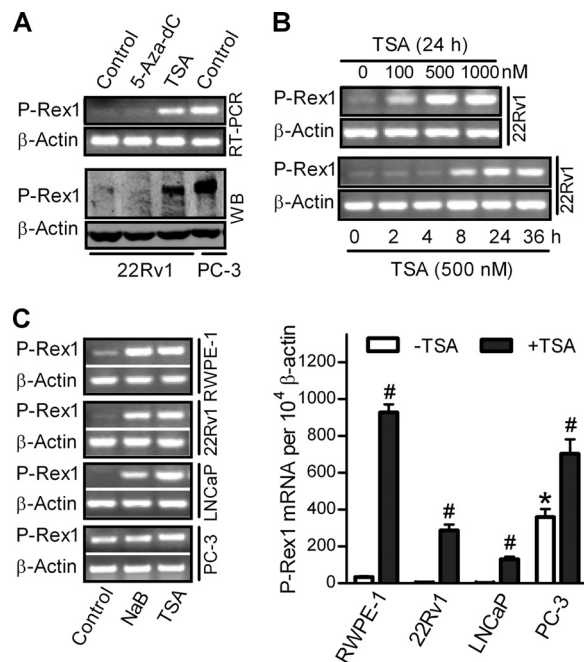 A
Control
5-Aza-dC
TSA
Control
P-Rex1
β-Actin
RT-PCR
P-Rex1
β-Actin
WB
22Rv1 PC-3
B
TSA (24 h)
0 100 500 1000 nM
P-Rex1
β-Actin
22Rv1
P-Rex1
β-Actin
22Rv1
0 2 4 8 24 36 h
TSA (500 nM)
C
P-Rex1
β-Actin
RWPE-1
P-Rex1
β-Actin
22Rv1
P-Rex1
β-Actin
LNCaP
P-Rex1
β-Actin
PC-3
Control
NaB
TSA
-TSA +TSA
P-Rex1 mRNA per 10⁴ β-actin
1200
1000
800
600
400
200
0
#
#
#
*
#
RWPE-1
22Rv1
LNCaP
PC-3